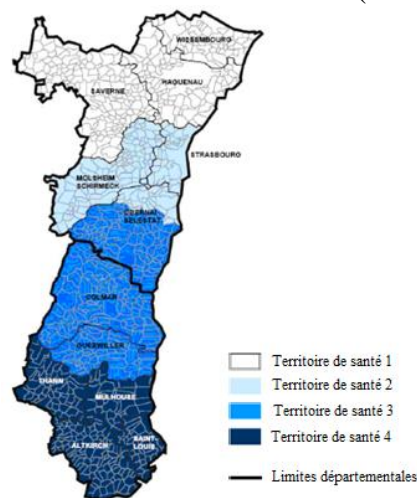 (
WISSEMBOURG
HAGUENAU
SAVERNE
STRASBOURG
MOLSHEIM
SCHIRMECK
OBERNAI
SELESTAT
COLMAR
GUEBWILLER
THANN
MULHOUSE
ALTKIRCH
SAINT-
LOUIS
Territoire de santé 1
Territoire de santé 2
Territoire de santé 3
Territoire de santé 4
Limites départementales